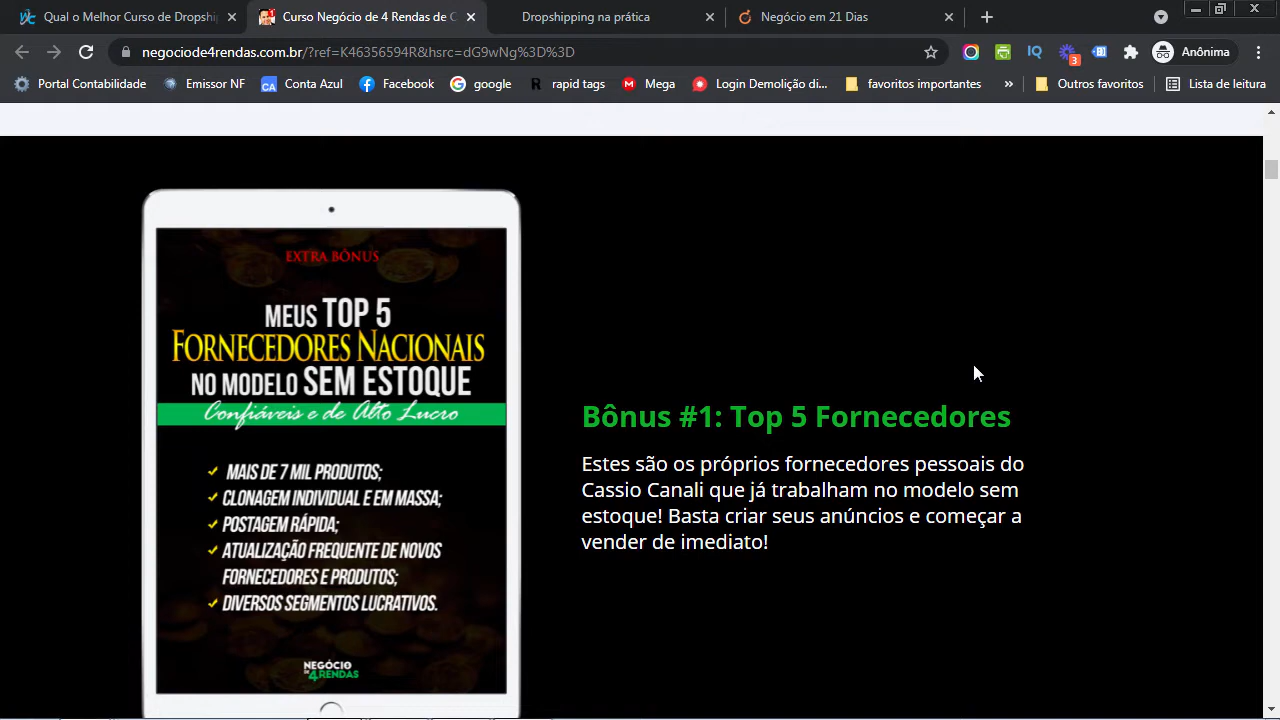 Qual o Melhor Curso de Dropshi
Curso Negócio de 4 Rendas de C
Dropshipping na prática
Negócio em 21 Dias
negociode4rendas.com.br/?ref=K46356594R&hsrc=dG9wNg%3D%3D
IQ
3
Anônima
Portal Contabilidade
Emissor NF
CA
Conta Azul
Facebook
google
R
rapid tags
Mega
Login Demolição di...
favoritos importantes
»
Outros favoritos
Lista de leitura
EXTRA BÔNUS
MEUS TOP 5
FORNECEDORES NACIONAIS
NO MODELO SEM ESTOQUE
Confiáveis e de Alto Lucro
MAIS DE 7 MIL PRODUTOS;
CLONAGEM INDIVIDUAL E EM MASSA;
POSTAGEM RÁPIDA;
ATUALIZAÇÃO FREQUENTE DE NOVOS
FORNECEDORES E PRODUTOS;
DIVERSOS SEGMENTOS LUCRATIVOS.
NEGÓCIO
DE 4RENDAS
Bônus #1: Top 5 Fornecedores
Estes são os próprios fornecedores pessoais do
Cassio Canali que já trabalham no modelo sem
estoque! Basta criar seus anúncios e começar a
vender de imediato!